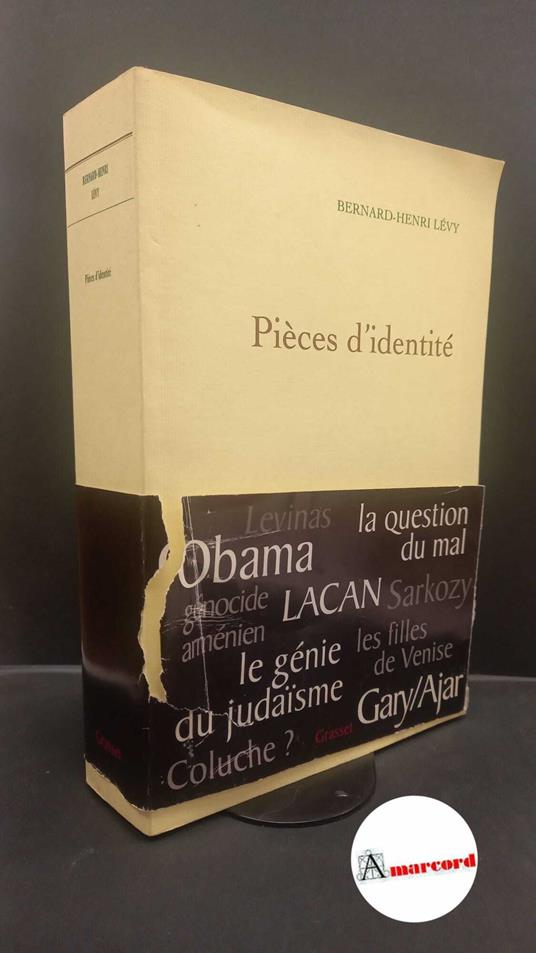 BERNARD-HENRI
LÉVY
Pièces d'identité
BERNARD-HENRI LÉVY
Pièces d'identité
Levinas
la question
du mal
Obama
génocide
arménien
LACAN
Sarkozy
le génie
du judaïsme
les filles
de Venise
Gary/Ajar
Coluche ?
Grasset
Grasset
Amarcord